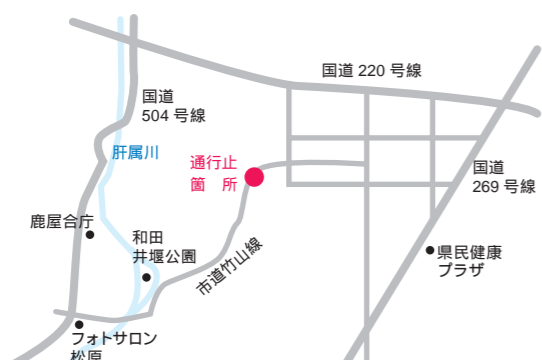 国道 220 号線
国道
504 号線
肝属川
通行止
箇 所
国道
269 号線
鹿屋合庁
和田
井堰公園
市道竹山線
県民健康
プラザ
フォトサロン
松原